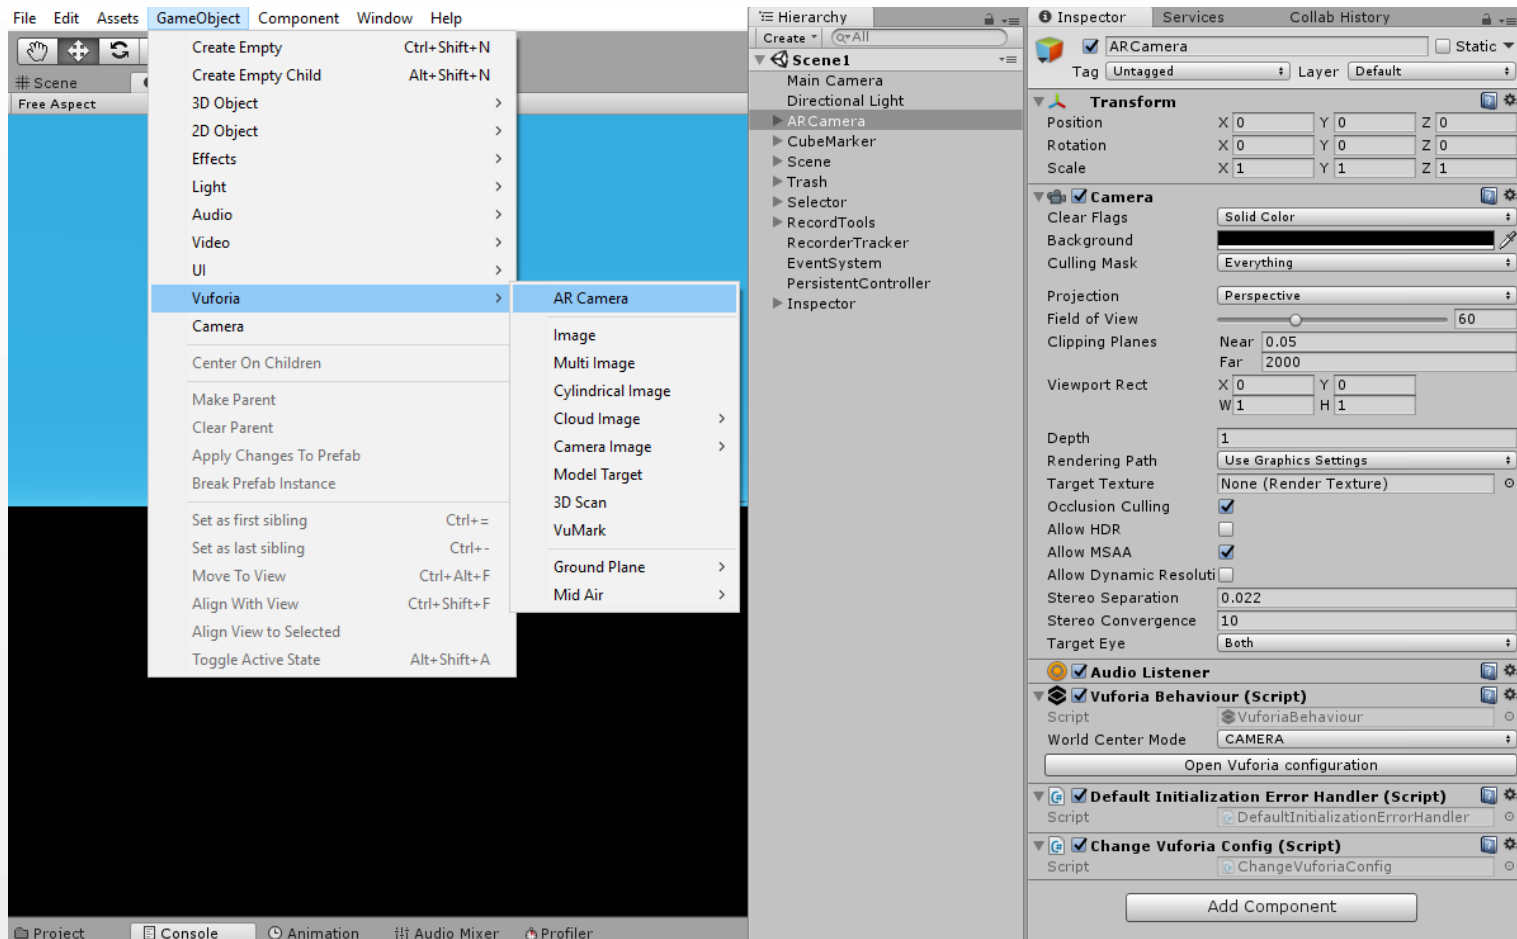 File Edit Assets GameObject Component Window Help
# Scene
Free Aspect
Create Empty Ctrl+Shift+N
Create Empty Child Alt+Shift+N
3D Object
2D Object
Effects
Light
Audio
Video
UI
Vuforia
Camera
Center On Children
Make Parent
Clear Parent
Apply Changes To Prefab
Break Prefab Instance
Set as first sibling Ctrl+=
Set as last sibling Ctrl+-
Move To View Ctrl+Alt+F
Align With View Ctrl+Shift+F
Align View to Selected
Toggle Active State Alt+Shift+A
AR Camera
Image
Multi Image
Cylindrical Image
Cloud Image
Camera Image
Model Target
3D Scan
VuMark
Ground Plane
Mid Air
Project Console Animation Audio Mixer Profiler
Hierarchy
Create All
Scene1
Main Camera
Directional Light
ARCamera
CubeMarker
Scene
Trash
Selector
RecordTools
RecorderTracker
EventSystem
PersistentController
Inspector
Inspector Services Collab History
ARCamera Static
Tag Untagged Layer Default
Transform
Position X 0 Y 0 Z 0
Rotation X 0 Y 0 Z 0
Scale X 1 Y 1 Z 1
Camera
Clear Flags Solid Color
Background
Culling Mask Everything
Projection Perspective
Field of View 60
Clipping Planes Near 0.05
Far 2000
Viewport Rect X 0 Y 0
W 1 H 1
Depth 1
Rendering Path Use Graphics Settings
Target Texture None (Render Texture)
Occlusion Culling
Allow HDR
Allow MSAA
Allow Dynamic Resoluti
Stereo Separation 0.022
Stereo Convergence 10
Target Eye Both
Audio Listener
Vuforia Behaviour (Script)
Script VuforiaBehaviour
World Center Mode CAMERA
Open Vuforia configuration
Default Initialization Error Handler (Script)
Script DefaultInitializationErrorHandler
Change Vuforia Config (Script)
Script ChangeVuforiaConfig
Add Component